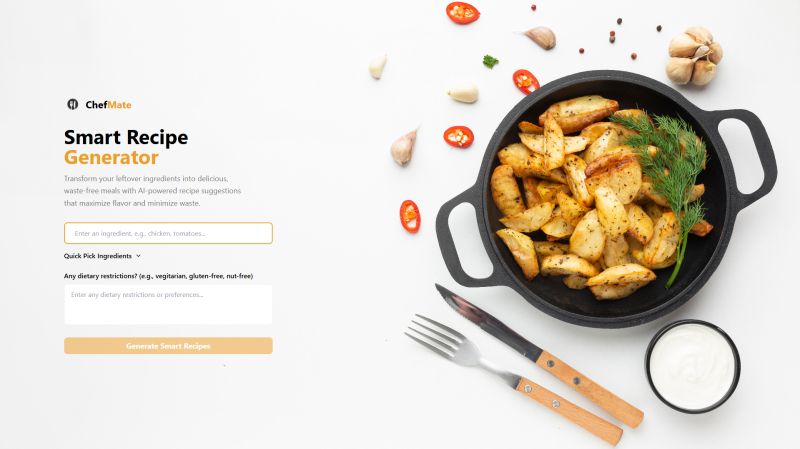 ChefMate
Smart Recipe
Generator
Transform your leftover ingredients into delicious,
waste-free meals with AI-powered recipe suggestions
that maximize flavor and minimize waste.
Enter an ingredient, e.g., chicken, tomatoes...
Quick Pick Ingredients
Any dietary restrictions? (e.g., vegitarian, gluten-free, nut-free)
Enter any dietary restrictions or preferences...
Generate Smart Recipes